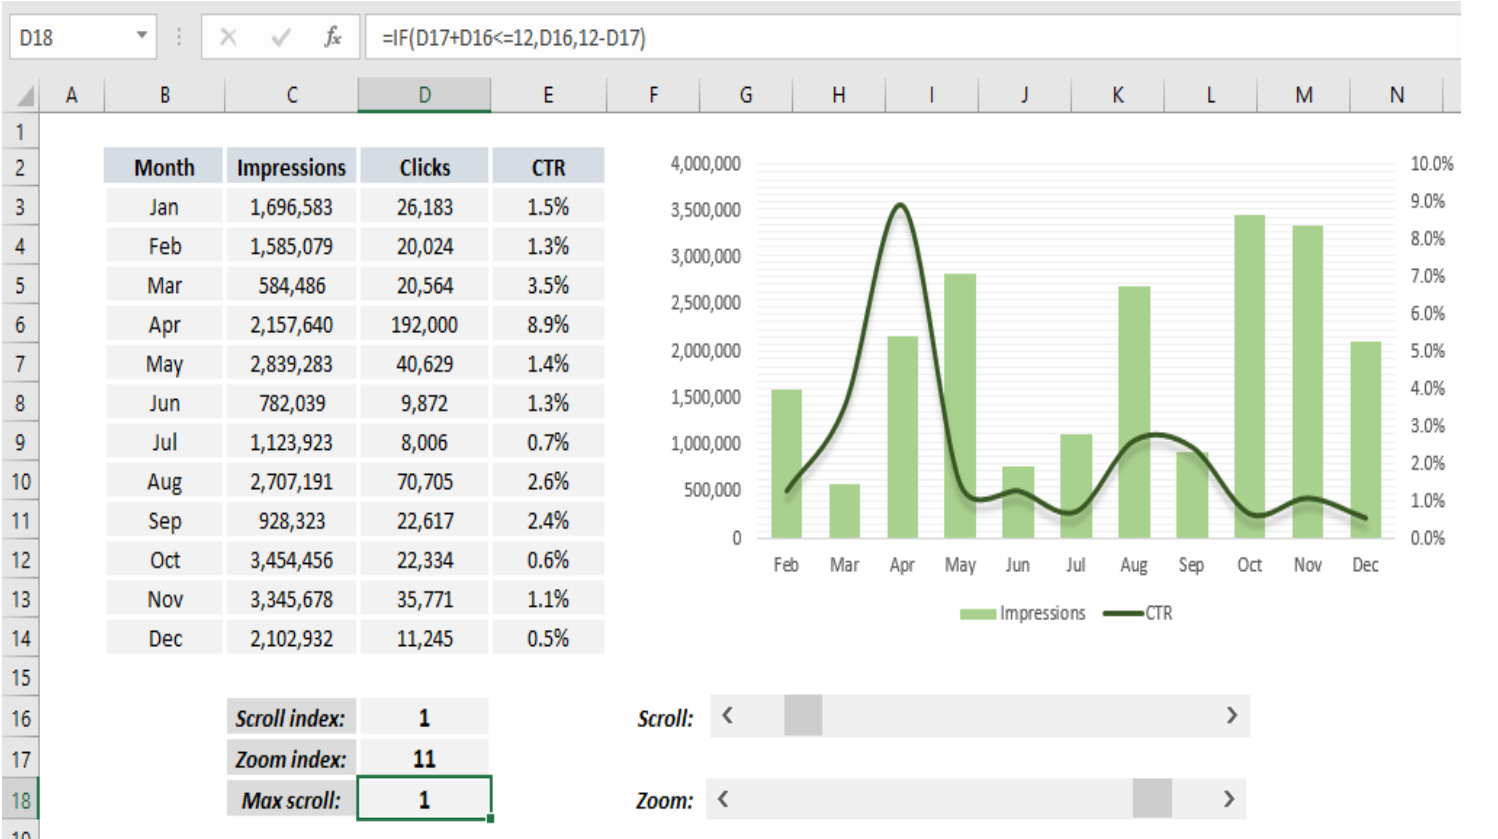 D18 fx =IF(D17+D16<=12,D16,12-D17)
A B C D E F G H I J K L M N
1
2 Month Impressions Clicks CTR
3 Jan 1,696,583 26,183 1.5%
4 Feb 1,585,079 20,024 1.3%
5 Mar 584,486 20,564 3.5%
6 Apr 2,157,640 192,000 8.9%
7 May 2,839,283 40,629 1.4%
8 Jun 782,039 9,872 1.3%
9 Jul 1,123,923 8,006 0.7%
10 Aug 2,707,191 70,705 2.6%
11 Sep 928,323 22,617 2.4%
12 Oct 3,454,456 22,334 0.6%
13 Nov 3,345,678 35,771 1.1%
14 Dec 2,102,932 11,245 0.5%
15
16 Scroll index: 1
17 Zoom index: 11
18 Max scroll: 1
19
4,000,000 10.0%
3,500,000 9.0%
3,000,000 8.0%
2,500,000 7.0%
2,000,000 6.0%
1,500,000 5.0%
1,000,000 4.0%
500,000 3.0%
0 2.0%
1.0%
0.0%
Feb Mar Apr May Jun Jul Aug Sep Oct Nov Dec
Impressions CTR
Scroll:
Zoom: